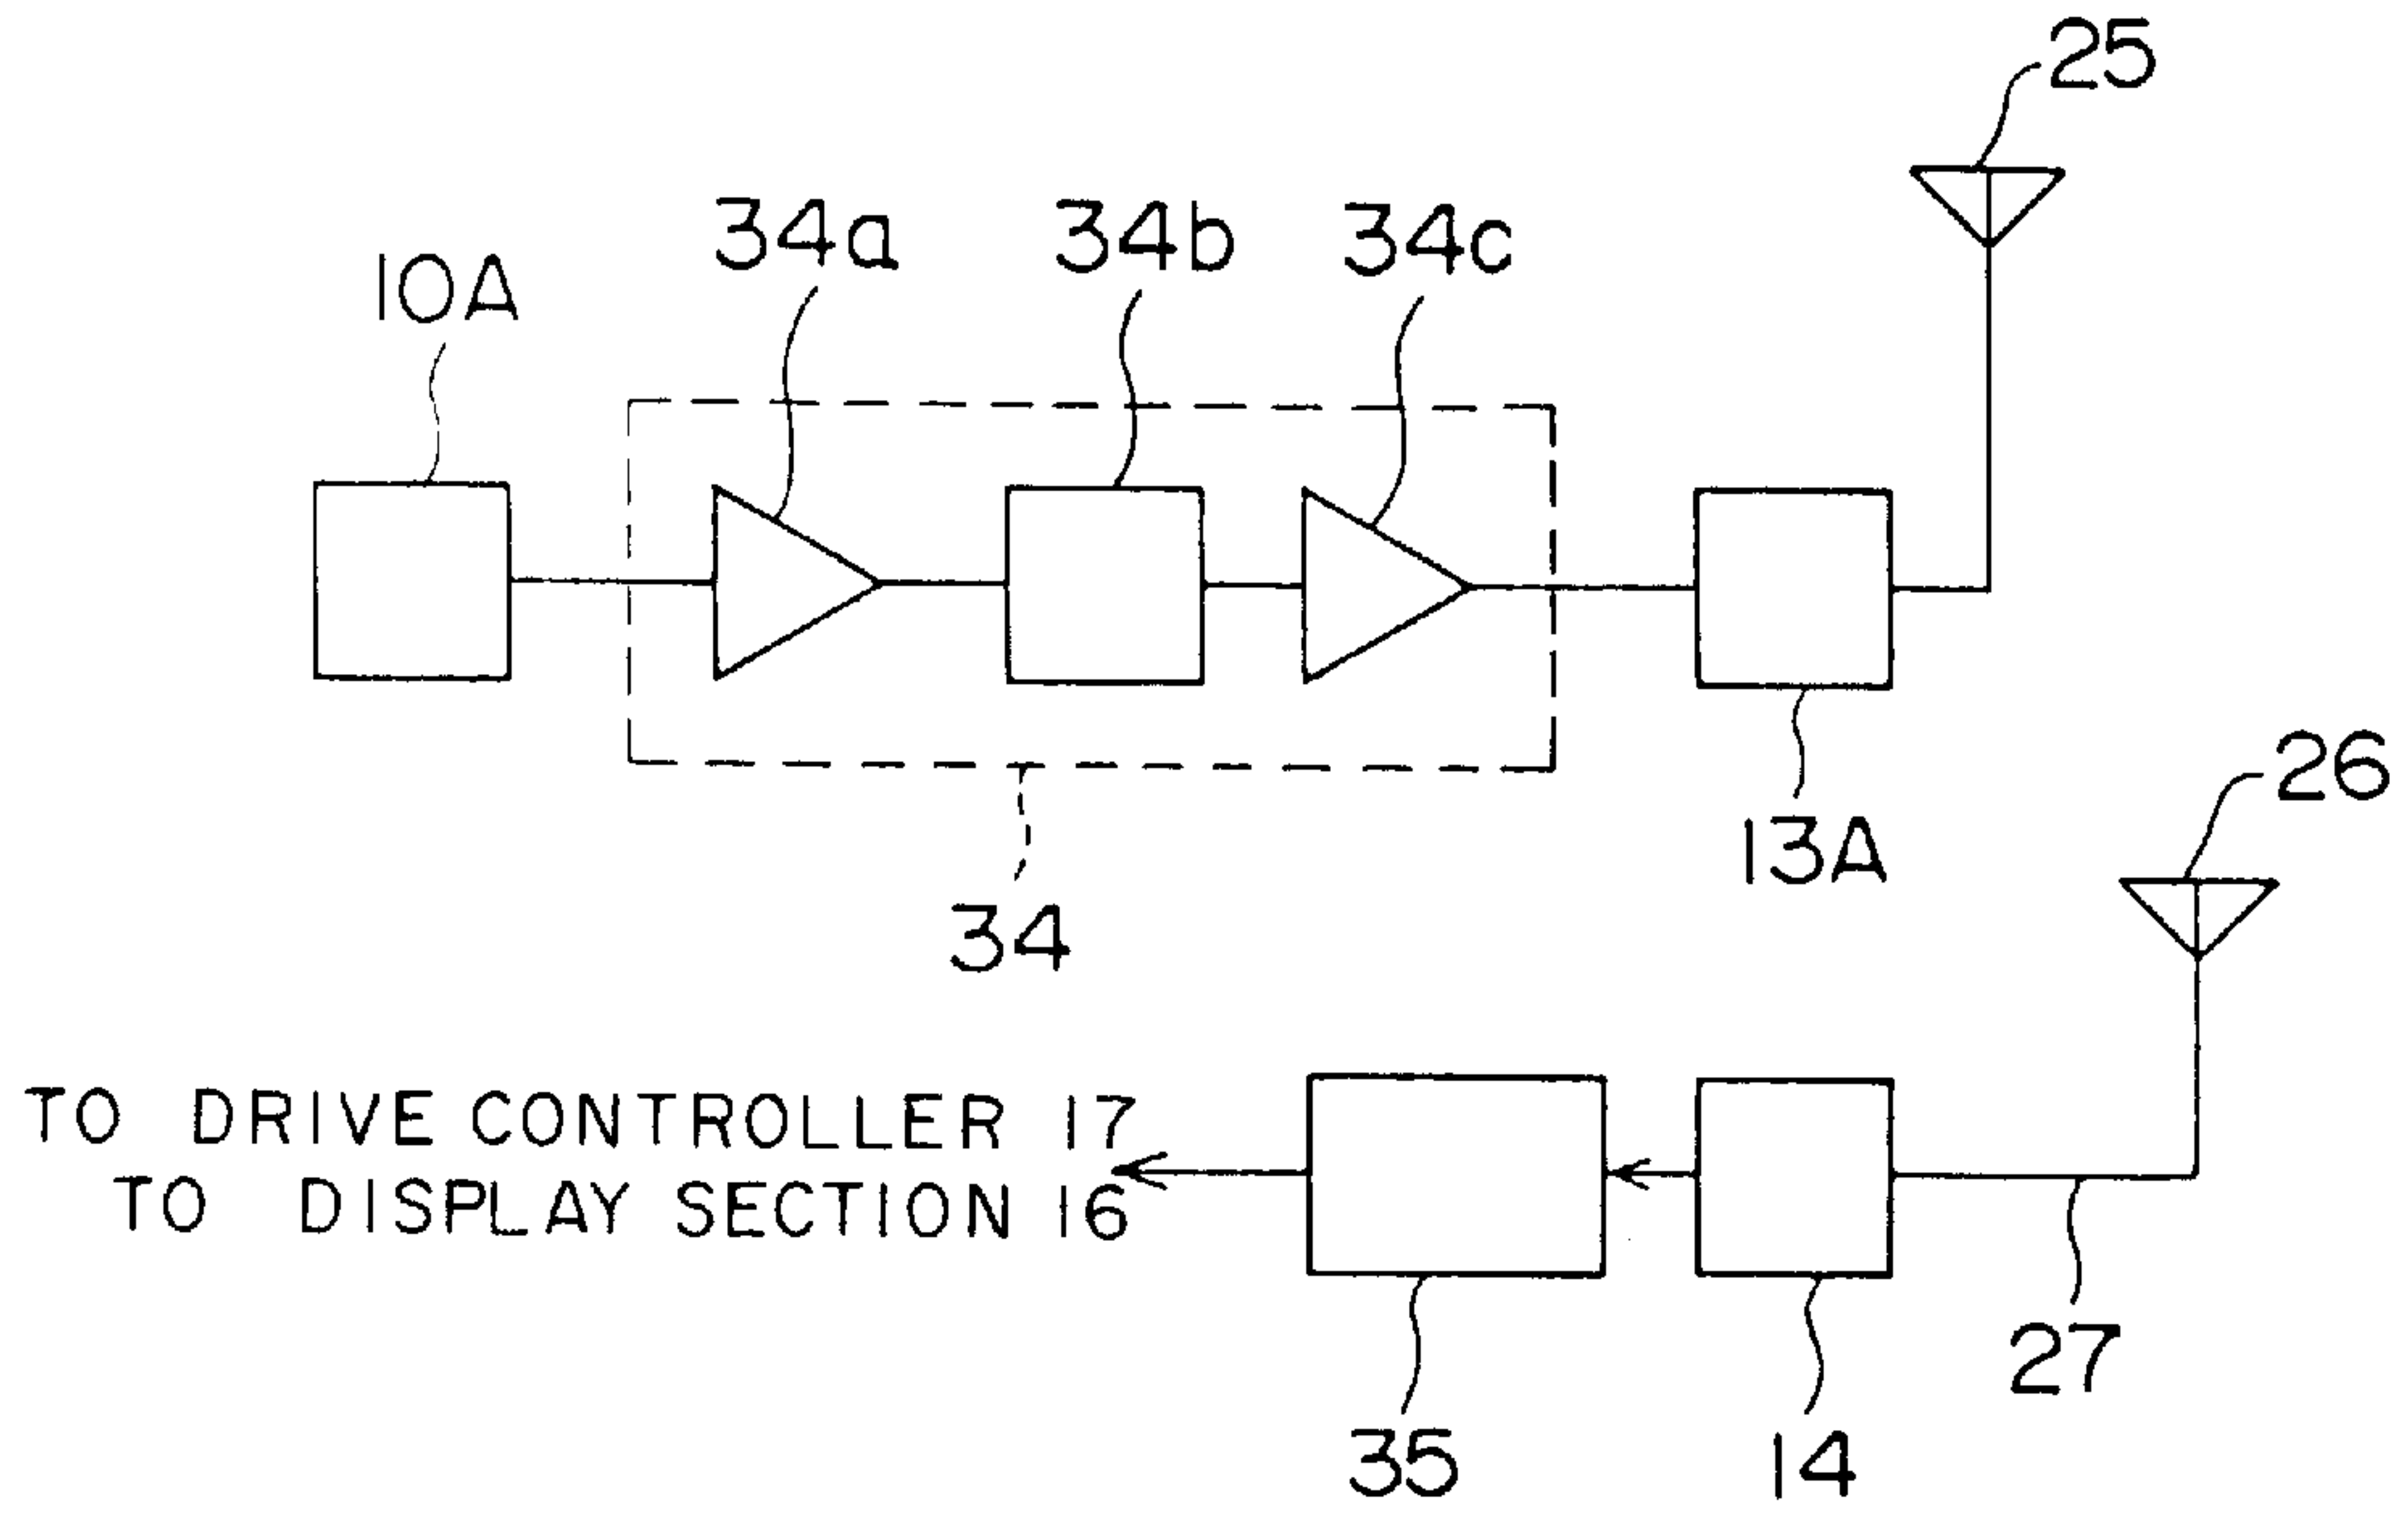 25
34a 34b 34c
10A
26
13A
34
TO DRIVE CONTROLLER 17
TO DISPLAY SECTION 16
27
35 14